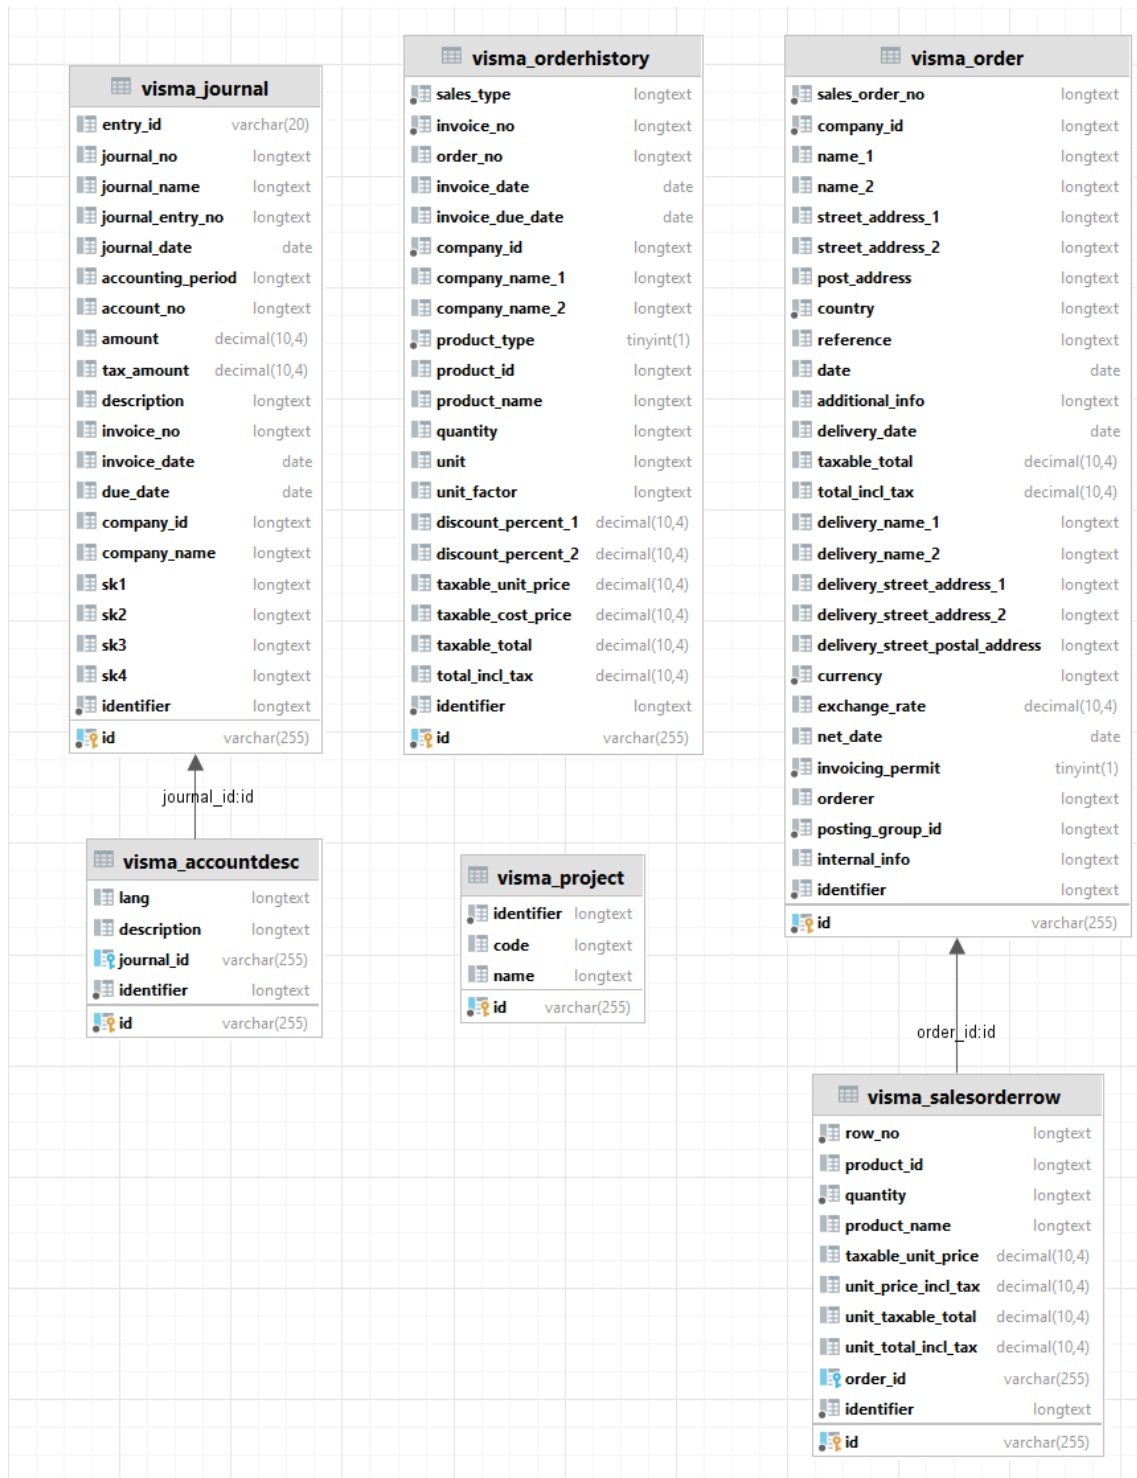 visma_journal
entry_id varchar(20)
journal_no longtext
journal_name longtext
journal_entry_no longtext
journal_date date
accounting_period longtext
account_no longtext
amount decimal(10,4)
tax_amount decimal(10,4)
description longtext
invoice_no longtext
invoice_date date
due_date date
company_id longtext
company_name longtext
sk1 longtext
sk2 longtext
sk3 longtext
sk4 longtext
identifier longtext
id varchar(255)
journal_id:id
visma_accountdesc
lang longtext
description longtext
journal_id varchar(255)
identifier longtext
id varchar(255)
visma_orderhistory
sales_type longtext
invoice_no longtext
order_no longtext
invoice_date date
invoice_due_date date
company_id longtext
company_name_1 longtext
company_name_2 longtext
product_type tinyint(1)
product_id longtext
product_name longtext
quantity longtext
unit longtext
unit_factor longtext
discount_percent_1 decimal(10,4)
discount_percent_2 decimal(10,4)
taxable_unit_price decimal(10,4)
taxable_cost_price decimal(10,4)
taxable_total decimal(10,4)
total_incl_tax decimal(10,4)
identifier longtext
id varchar(255)
visma_project
identifier longtext
code longtext
name longtext
id varchar(255)
visma_order
sales_order_no longtext
company_id longtext
name_1 longtext
name_2 longtext
street_address_1 longtext
street_address_2 longtext
post_address longtext
country longtext
reference longtext
date date
additional_info longtext
delivery_date date
taxable_total decimal(10,4)
total_incl_tax decimal(10,4)
delivery_name_1 longtext
delivery_name_2 longtext
delivery_street_address_1 longtext
delivery_street_address_2 longtext
delivery_street_postal_address longtext
currency longtext
exchange_rate decimal(10,4)
net_date date
invoicing_permit tinyint(1)
orderer longtext
posting_group_id longtext
internal_info longtext
identifier longtext
id varchar(255)
order_id:id
visma_salesorderrow
row_no longtext
product_id longtext
quantity longtext
product_name longtext
taxable_unit_price decimal(10,4)
unit_price_incl_tax decimal(10,4)
unit_taxable_total decimal(10,4)
unit_total_incl_tax decimal(10,4)
order_id varchar(255)
identifier longtext
id varchar(255)